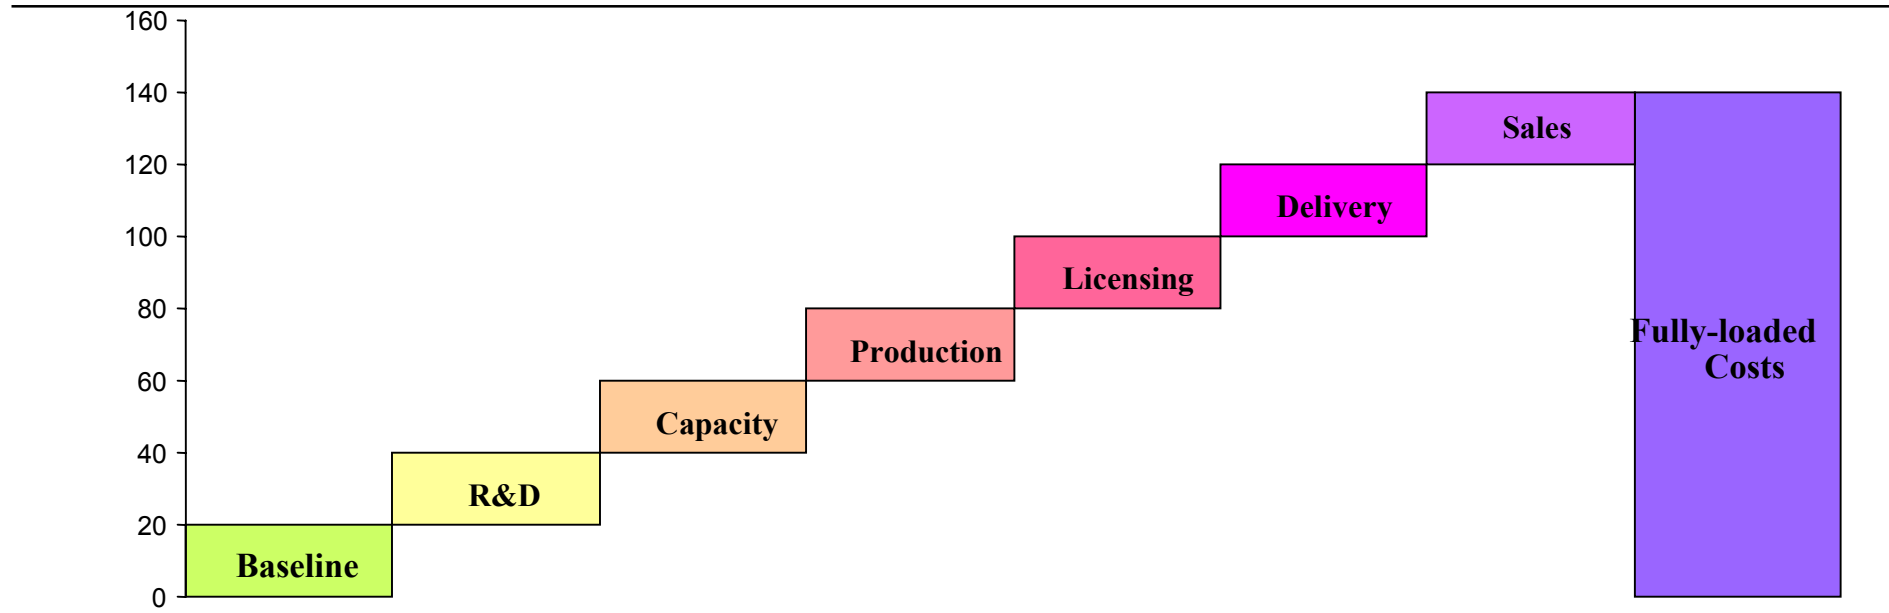 160
140
120
100
80
60
40
20
0
Baseline
R&D
Capacity
Production
Licensing
Delivery
Sales
Fully-loaded
Costs